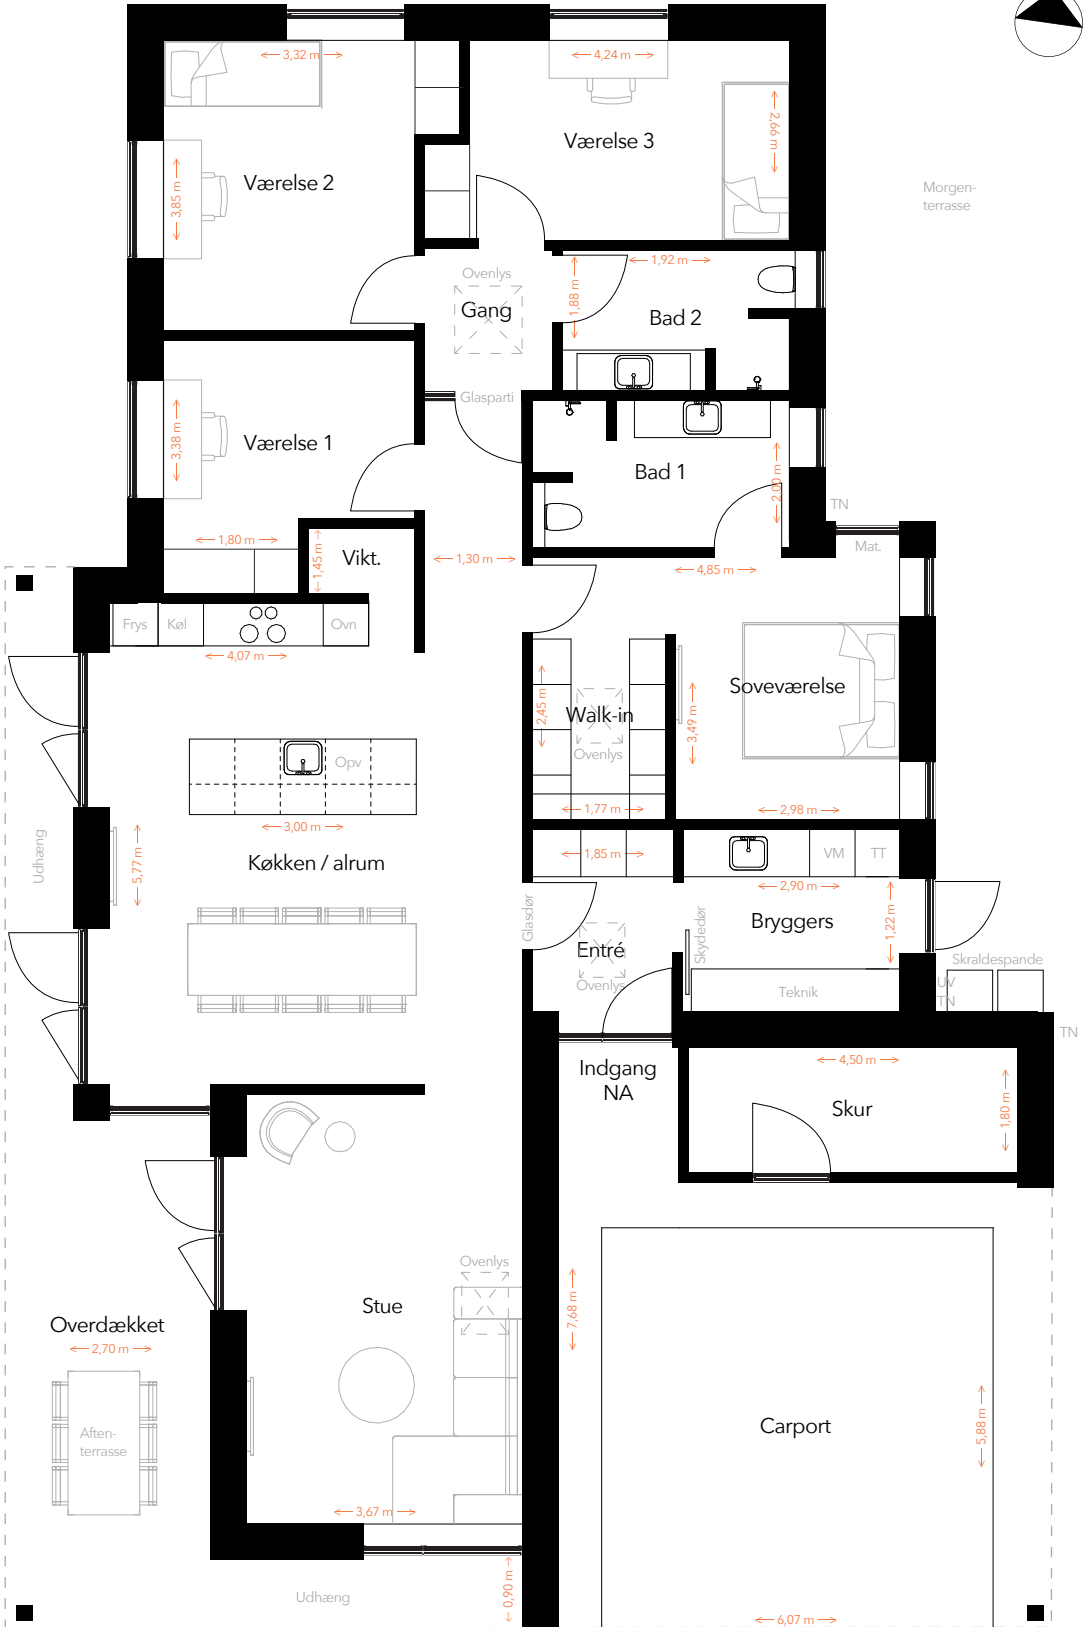 3,32 m
4,24 m
2,66 m
Værelse 3
Værelse 2
3,85 m
Morgen-
terrasse
1,92 m
Ovenlys
1,88 m
Gang
Bad 2
Glasparti
Værelse 1
3,38 m
Bad 1
2,00 m
TN
1,80 m
1,45 m
Vikt.
1,30 m
Mat.
4,85 m
Frys
Køl
Ovn
4,07 m
Soveværelse
2,45 m
Walk-in
3,49 m
Ovenlys
Opv
1,77 m
2,98 m
3,00 m
Udhæng
5,77 m
Køkken / alrum
1,85 m
VM
TT
2,90 m
Glasdør
Skydedør
Bryggers
1,22 m
Entré
Ovenlys
Skraldespande
UV
TN
Teknik
TN
Indgang
NA
4,50 m
Skur
1,80 m
Ovenlys
Stue
7,68 m
Overdækket
2,70 m
Aften-
terrasse
Carport
5,88 m
3,67 m
Udhæng
0,90 m
6,07 m